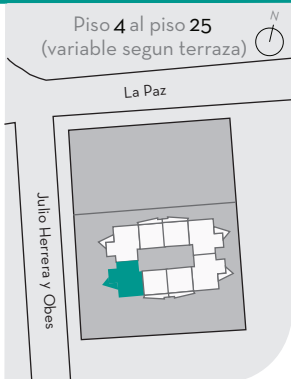 Piso 4 al piso 25
(variable segun terraza)
N
La Paz
Julio Herrera y Obes